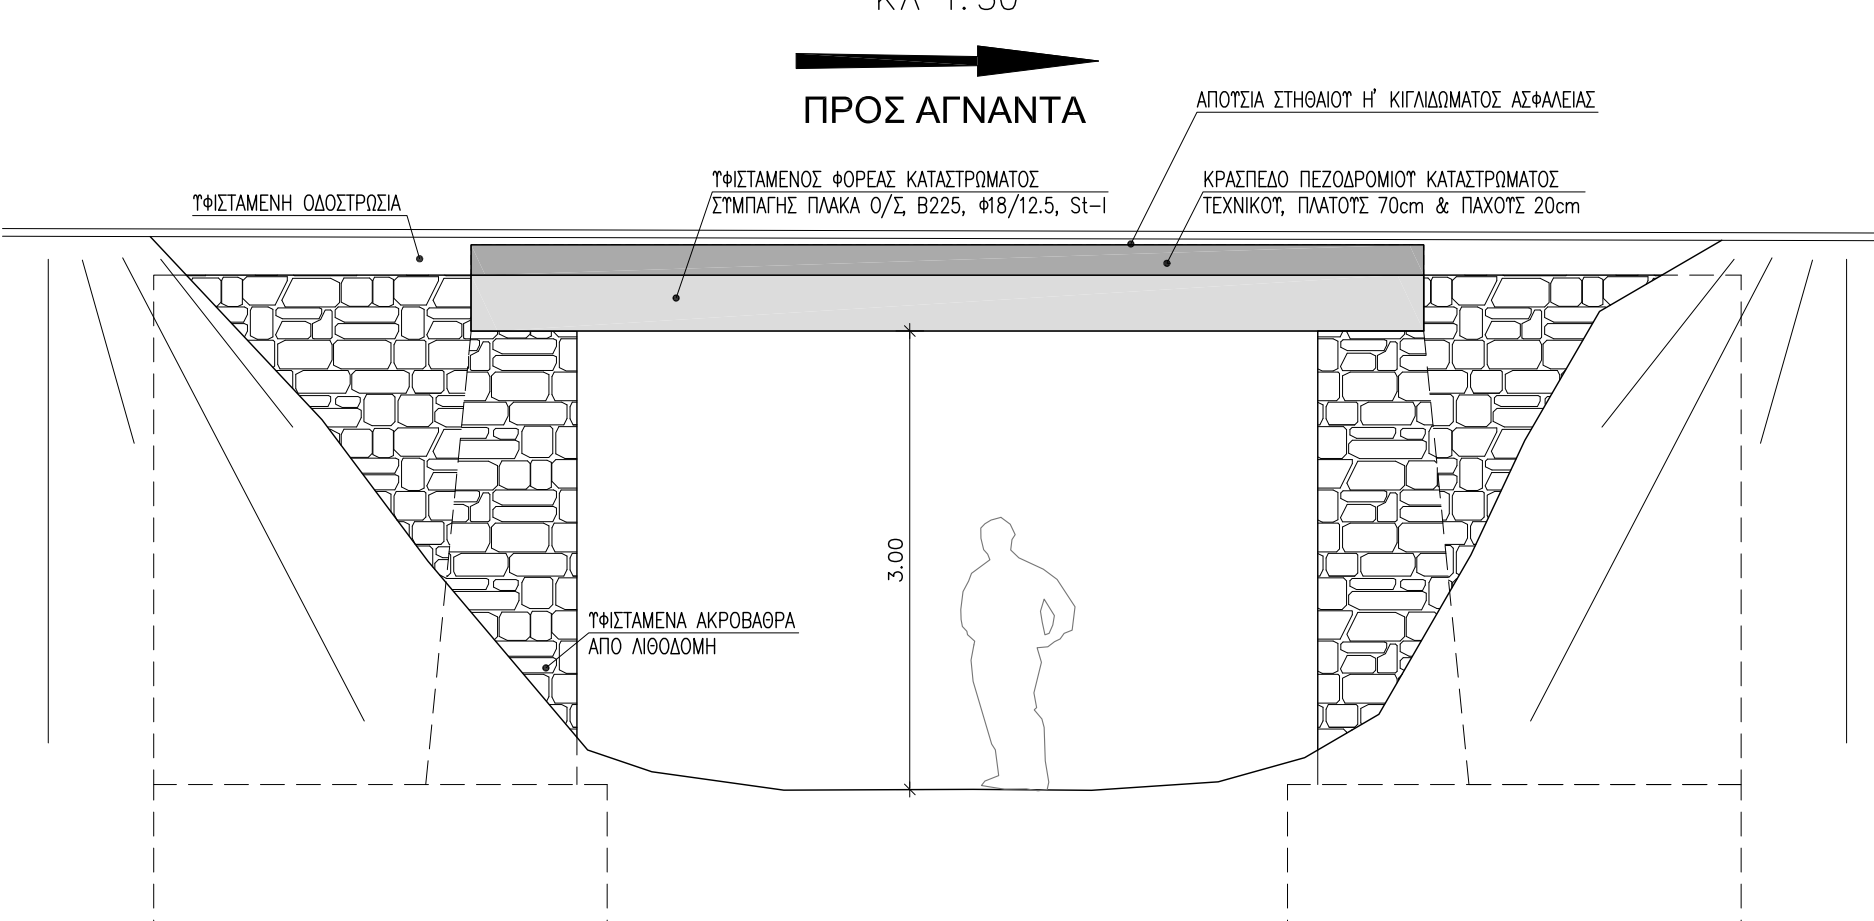 ΠΡΟΣ ΑΓΝΑΝΤΑ
ΑΠΟΥΣΙΑ ΣΤΗΘΑΙΟΥ Η' ΚΙΓΛΙΔΩΜΑΤΟΣ ΑΣΦΑΛΕΙΑΣ
ΥΦΙΣΤΑΜΕΝΟΣ ΦΟΡΕΑΣ ΚΑΤΑΣΤΡΩΜΑΤΟΣ
ΣΥΜΠΑΓΗΣ ΠΛΑΚΑ Ο/Σ, Β225, Φ18/12.5, St-I
ΚΡΑΣΠΕΔΟ ΠΕΖΟΔΡΟΜΙΟΥ ΚΑΤΑΣΤΡΩΜΑΤΟΣ
ΤΕΧΝΙΚΟΥ, ΠΛΑΤΟΥΣ 70cm & ΠΑΧΟΥΣ 20cm
ΥΦΙΣΤΑΜΕΝΗ ΟΔΟΣΤΡΩΣΙΑ
3.00
ΥΦΙΣΤΑΜΕΝΑ ΑΚΡΟΒΑΘΡΑ
ΑΠΟ ΛΙΘΟΔΟΜΗ